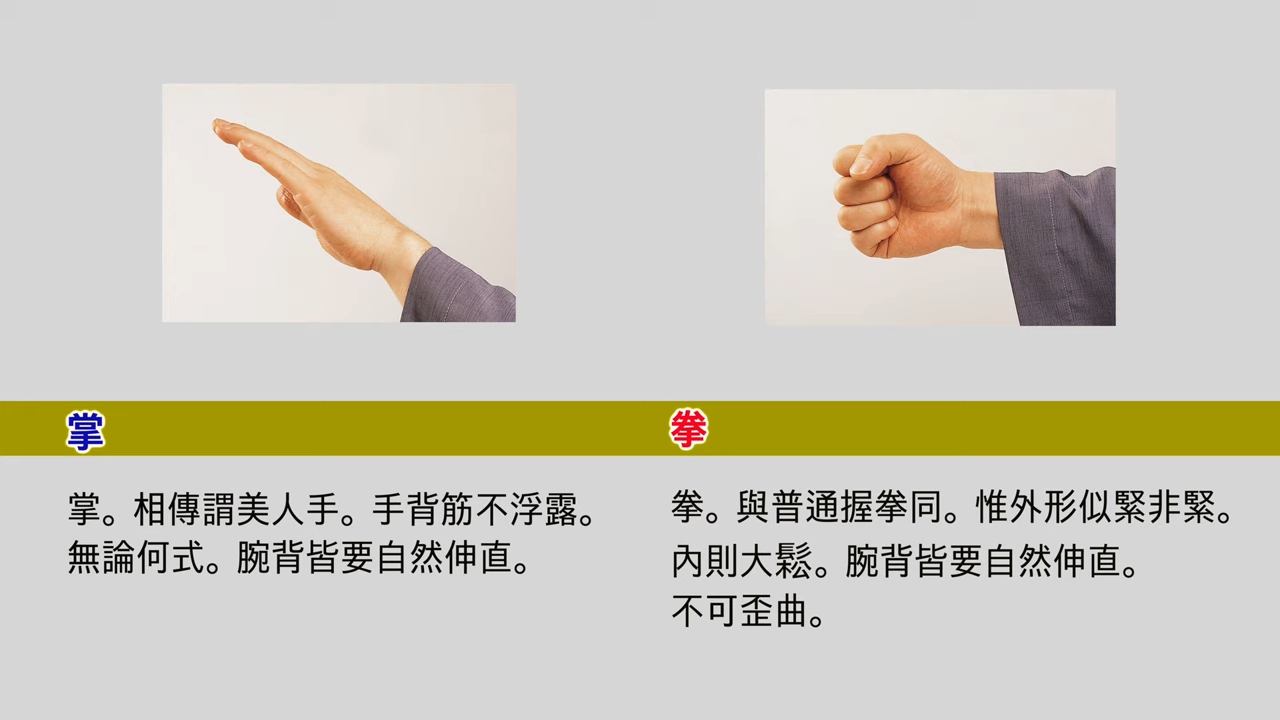 掌
掌。相傳謂美人手。手背筋不浮露。
無論何式。腕背皆要自然伸直。
拳
拳。與普通握拳同。惟外形似緊非緊。
內則大鬆。腕背皆要自然伸直。
不可歪曲。